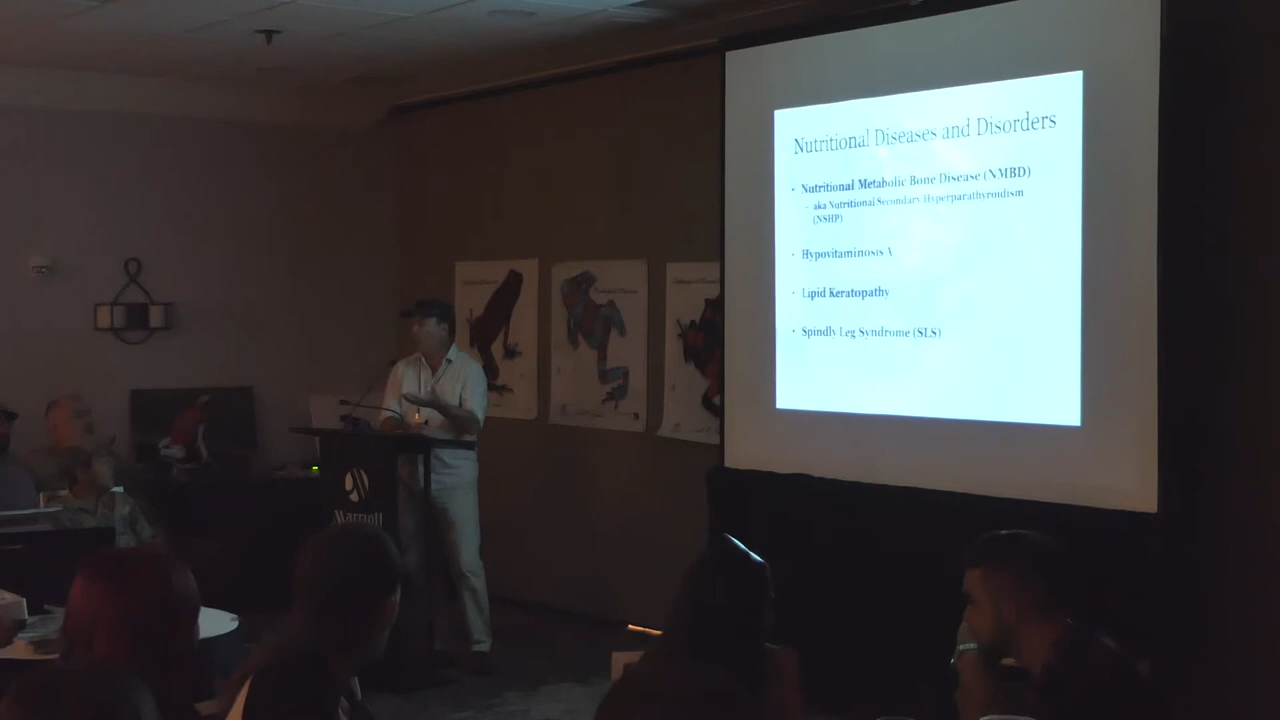 Nutritional Diseases and Disorders
• Nutritional Metabolic Bone Disease (NMBD)
– aka Nutritional Secondary Hyperparathyroidism
(NSHP)
• Hypovitaminosis A
• Lipid Keratopathy
• Spindly Leg Syndrome (SLS)
Marriott